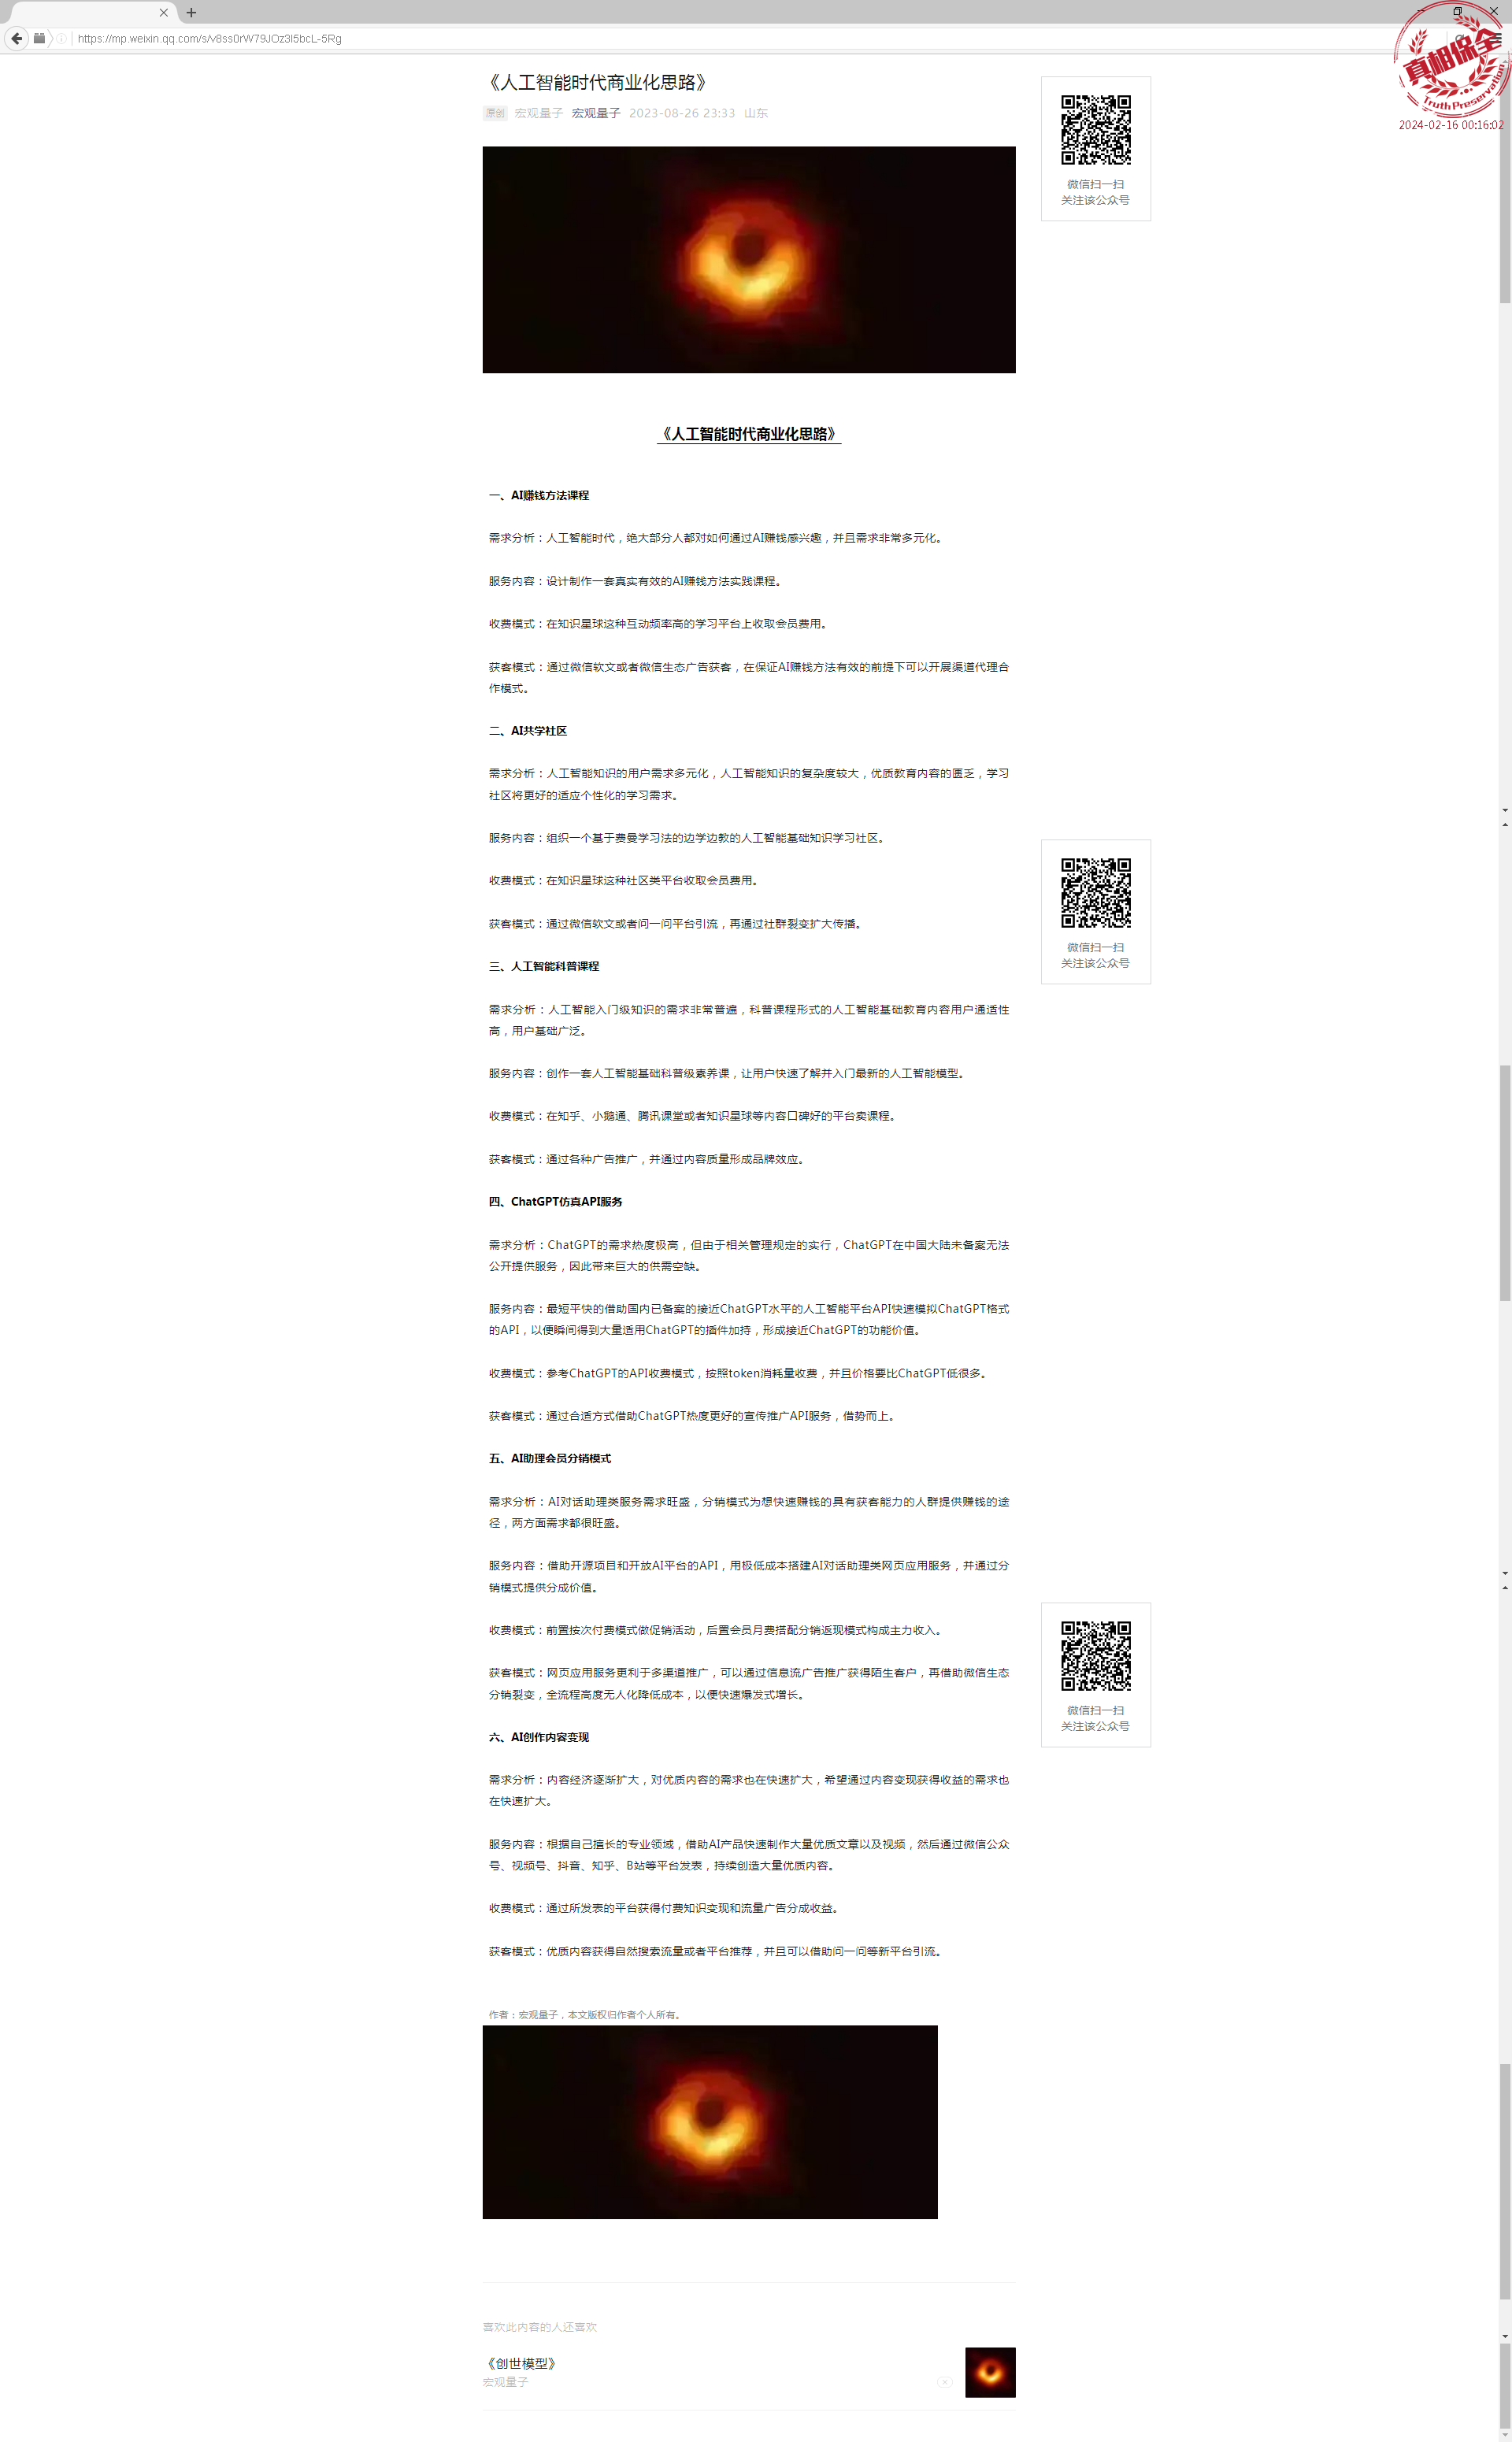 https://mp.weixin.qq.com/s/v8ss0rW79JOz3l5bcL-5Rg
真相保全
Truth Preservation
2024-02-16 00:16:02
《人工智能时代商业化思路》
原创 宏观量子 宏观量子 2023-08-26 23:33 山东
微信扫一扫
关注该公众号
《人工智能时代商业化思路》
一、AI赚钱方法课程
需求分析：人工智能时代，绝大部分人都对如何通过AI赚钱感兴趣，并且需求非常多元化。
服务内容：设计制作一套真实有效的AI赚钱方法实践课程。
收费模式：在知识星球这种互动频率高的学习平台上收取会员费用。
获客模式：通过微信软文或者微信生态广告获客，在保证AI赚钱方法有效的前提下可以开展渠道代理合
作模式。
二、AI共学社区
需求分析：人工智能知识的用户需求多元化，人工智能知识的复杂度较大，优质教育内容的匮乏，学习
社区将更好的适应个性化的学习需求。
服务内容：组织一个基于费曼学习法的边学边教的人工智能基础知识学习社区。
收费模式：在知识星球这种社区类平台收取会员费用。
获客模式：通过微信软文或者问一问平台引流，再通过社群裂变扩大传播。
微信扫一扫
关注该公众号
三、人工智能科普课程
需求分析：人工智能入门级知识的需求非常普遍，科普课程形式的人工智能基础教育内容用户通适性
高，用户基础广泛。
服务内容：创作一套人工智能基础科普级素养课，让用户快速了解并入门最新的人工智能模型。
收费模式：在知乎、小鹅通、腾讯课堂或者知识星球等内容口碑好的平台卖课程。
获客模式：通过各种广告推广，并通过内容质量形成品牌效应。
四、ChatGPT仿真API服务
需求分析：ChatGPT的需求热度极高，但由于相关管理规定的实行，ChatGPT在中国大陆未备案无法
公开提供服务，因此带来巨大的供需空缺。
服务内容：最短平快的借助国内已备案的接近ChatGPT水平的人工智能平台API快速模拟ChatGPT格式
的API，以便瞬间得到大量适用ChatGPT的插件加持，形成接近ChatGPT的功能价值。
收费模式：参考ChatGPT的API收费模式，按照token消耗量收费，并且价格要比ChatGPT低很多。
获客模式：通过合适方式借助ChatGPT热度更好的宣传推广API服务，借势而上。
五、AI助理会员分销模式
需求分析：AI对话助理类服务需求旺盛，分销模式为想快速赚钱的具有获客能力的人群提供赚钱的途
径，两方面需求都很旺盛。
服务内容：借助开源项目和开放AI平台的API，用极低成本搭建AI对话助理类网页应用服务，并通过分
销模式提供分成价值。
收费模式：前置按次付费模式做促销活动，后置会员月费搭配分销返现模式构成主力收入。
获客模式：网页应用服务更利于多渠道推广，可以通过信息流广告推广获得陌生客户，再借助微信生态
分销裂变，全流程高度无人化降低成本，以便快速爆发式增长。
微信扫一扫
关注该公众号
六、AI创作内容变现
需求分析：内容经济逐渐扩大，对优质内容的需求也在快速扩大，希望通过内容变现获得收益的需求也
在快速扩大。
服务内容：根据自己擅长的专业领域，借助AI产品快速制作大量优质文章以及视频，然后通过微信公众
号、视频号、抖音、知乎、B站等平台发表，持续创造大量优质内容。
收费模式：通过所发表的平台获得付费知识变现和流量广告分成收益。
获客模式：优质内容获得自然搜索流量或者平台推荐，并且可以借助问一问等新平台引流。
作者：宏观量子，本文版权归作者个人所有。
喜欢此内容的人还喜欢
《创世模型》
宏观量子